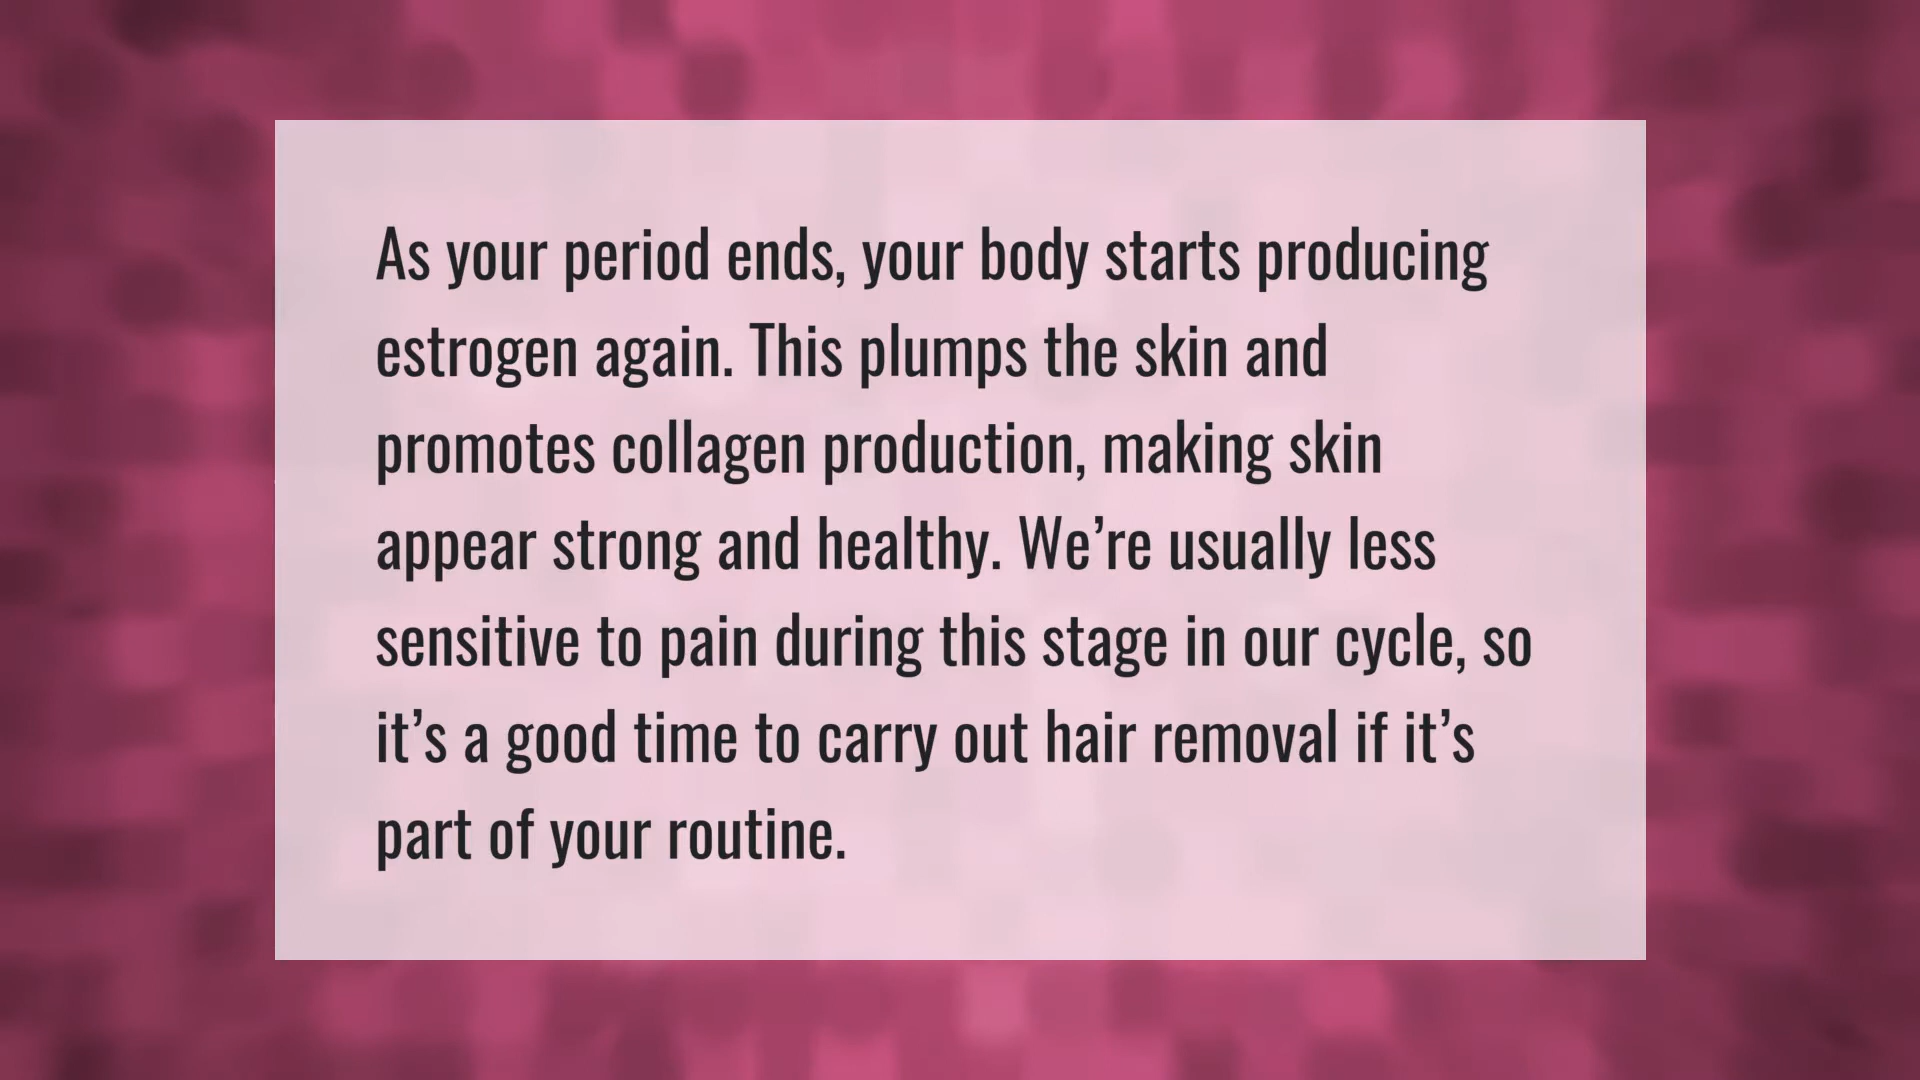 As your period ends, your body starts producing
estrogen again. This plumps the skin and
promotes collagen production, making skin
appear strong and healthy. We’re usually less
sensitive to pain during this stage in our cycle, so
it’s a good time to carry out hair removal if it’s
part of your routine.